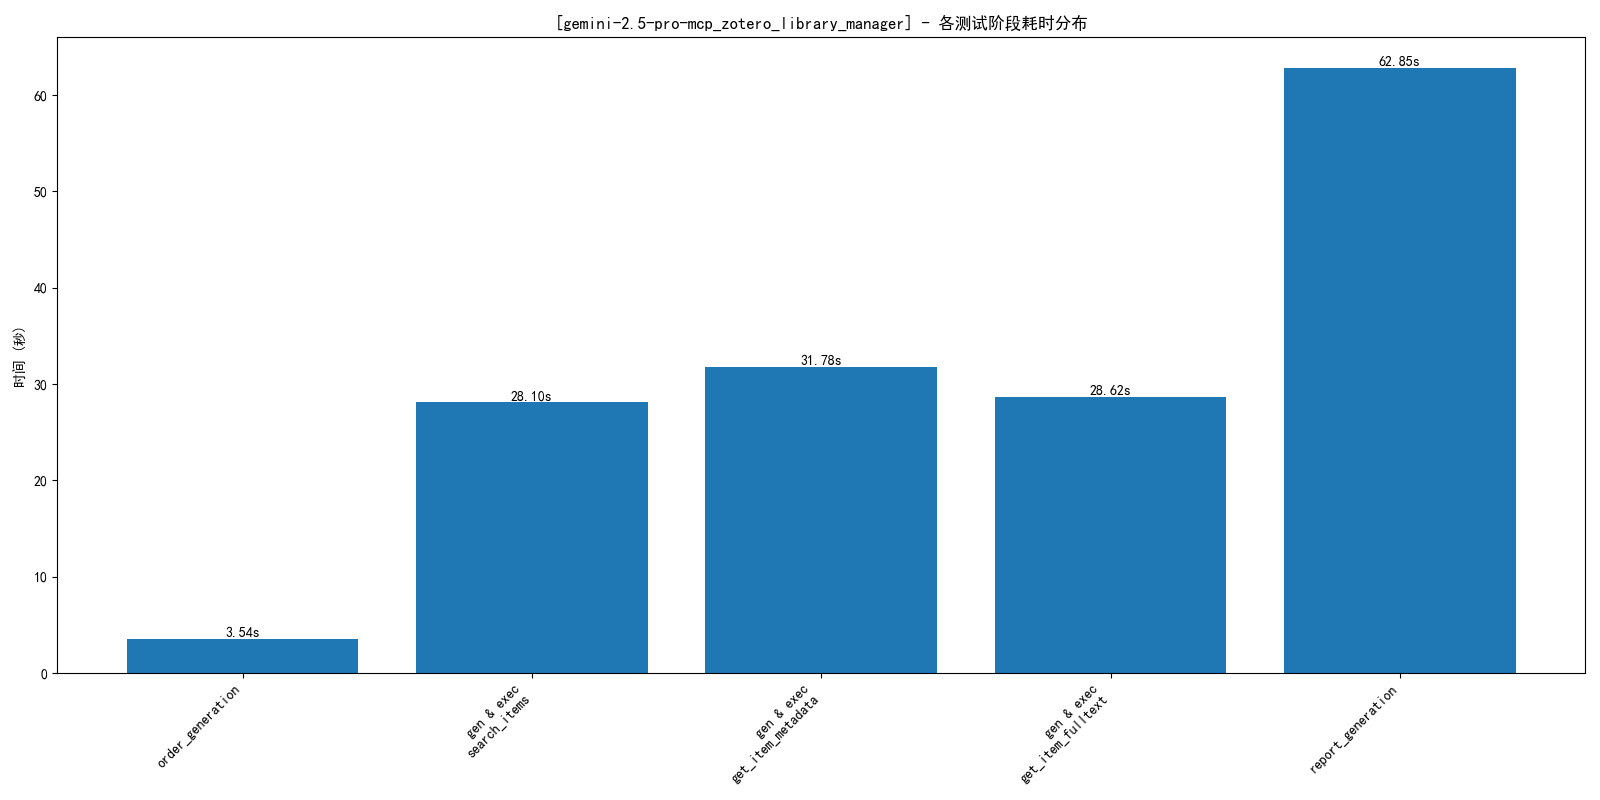 [gemini-2.5-pro-mcp_zotero_library_manager] - 各测试阶段耗时分布
时间 (秒)
60
50
40
30
20
10
0
3.54s
28.10s
31.78s
28.62s
62.85s
order_generation
gen & exec
search_items
gen & exec
get_item_metadata
gen & exec
get_item_fulltext
report_generation